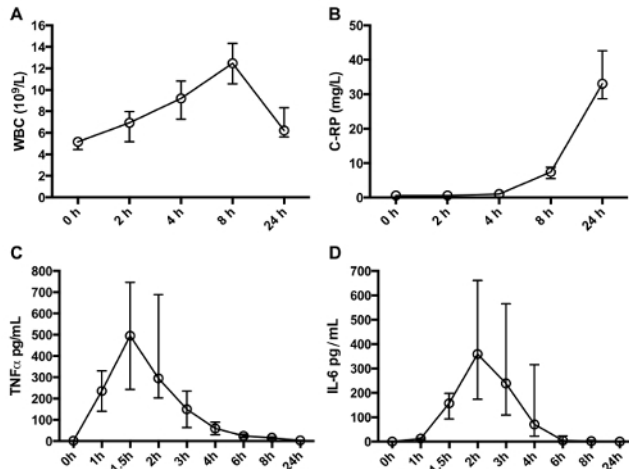 A
WBC (10⁹/L)
16
14
12
10
8
6
4
2
0
0 h
2 h
4 h
8 h
24 h
B
C-RP (mg/L)
50
40
30
20
10
0
0 h
2 h
4 h
8 h
24 h
C
TNFα pg/mL
800
700
600
500
400
300
200
100
0
0h
1h
1.5h
2h
3h
4h
6h
8h
24h
D
IL-6 pg/mL
700
600
500
400
300
200
100
0
0h
1h
1.5h
2h
3h
4h
6h
8h
24h